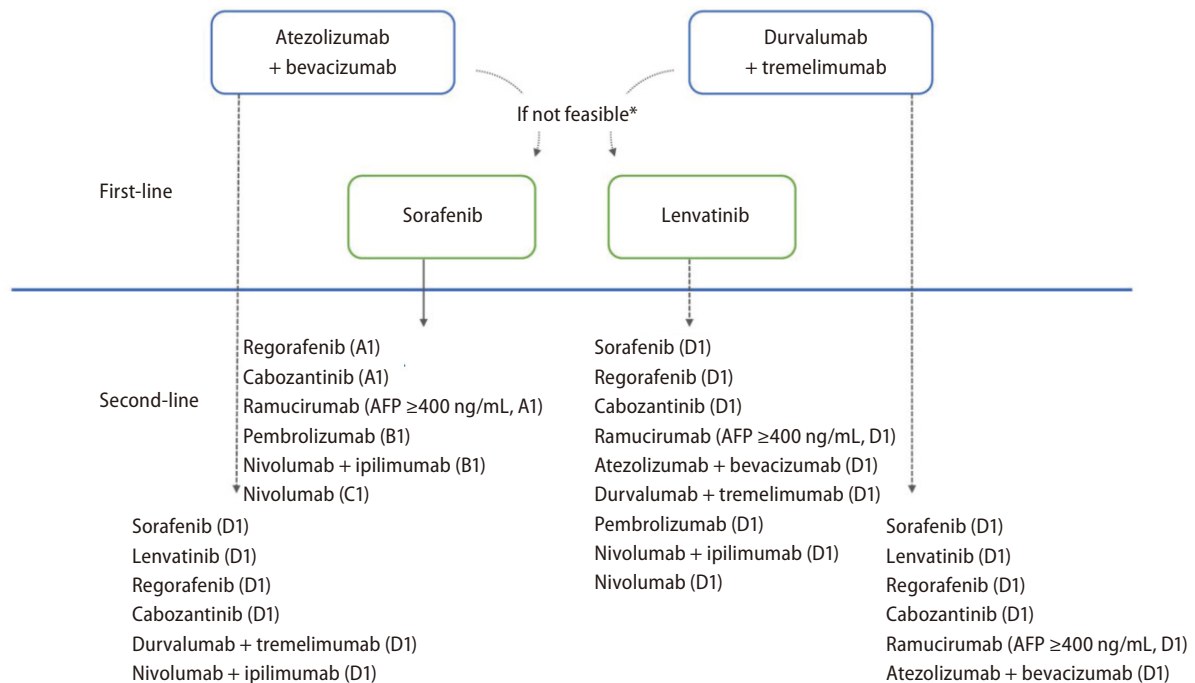 Atezolizumab
+ bevacizumab
Durvalumab
+ tremelimumab
If not feasible*
First-line
Sorafenib
Lenvatinib
Second-line
Regorafenib (A1)
Cabozantinib (A1)
Ramucirumab (AFP ≥400 ng/mL, A1)
Pembrolizumab (B1)
Nivolumab + ipilimumab (B1)
Nivolumab (C1)
Sorafenib (D1)
Regorafenib (D1)
Cabozantinib (D1)
Ramucirumab (AFP ≥400 ng/mL, D1)
Atezolizumab + bevacizumab (D1)
Durvalumab + tremelimumab (D1)
Pembrolizumab (D1)
Nivolumab + ipilimumab (D1)
Nivolumab (D1)
Sorafenib (D1)
Lenvatinib (D1)
Regorafenib (D1)
Cabozantinib (D1)
Durvalumab + tremelimumab (D1)
Nivolumab + ipilimumab (D1)
Sorafenib (D1)
Lenvatinib (D1)
Regorafenib (D1)
Cabozantinib (D1)
Ramucirumab (AFP ≥400 ng/mL, D1)
Atezolizumab + bevacizumab (D1)